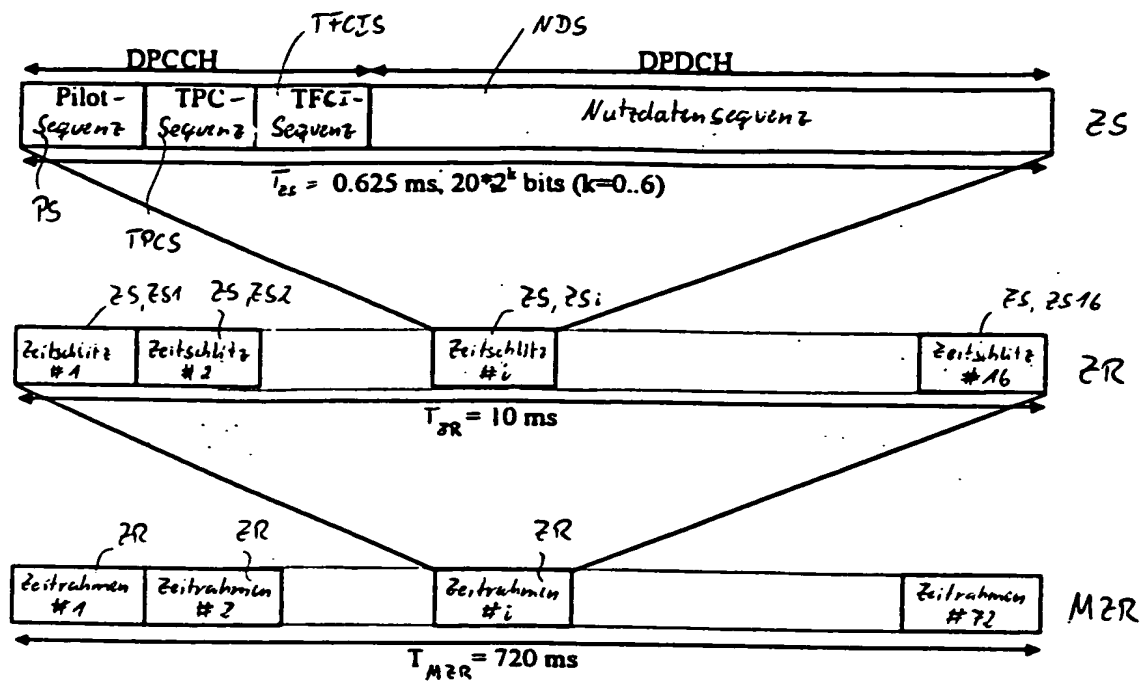 TFCIS
NDS
DPCCH
DPDCH
Pilot-
Sequenz
TPC-
Sequenz
TFCI-
Sequenz
Nutzdatensequenz
ZS
T_ZS = 0.625 ms, 20*2^k bits (k=0..6)
PS
TPCS
ZS, ZS1
ZS, ZS2
ZS, ZSi
ZS, ZS16
Zeitschlitz
#1
Zeitschlitz
#2
Zeitschlitz
#i
Zeitschlitz
#16
ZR
T_ZR = 10 ms
ZR
ZR
ZR
Zeitrahmen
#1
Zeitrahmen
#2
Zeitrahmen
#i
Zeitrahmen
#72
MZR
T_MZR = 720 ms